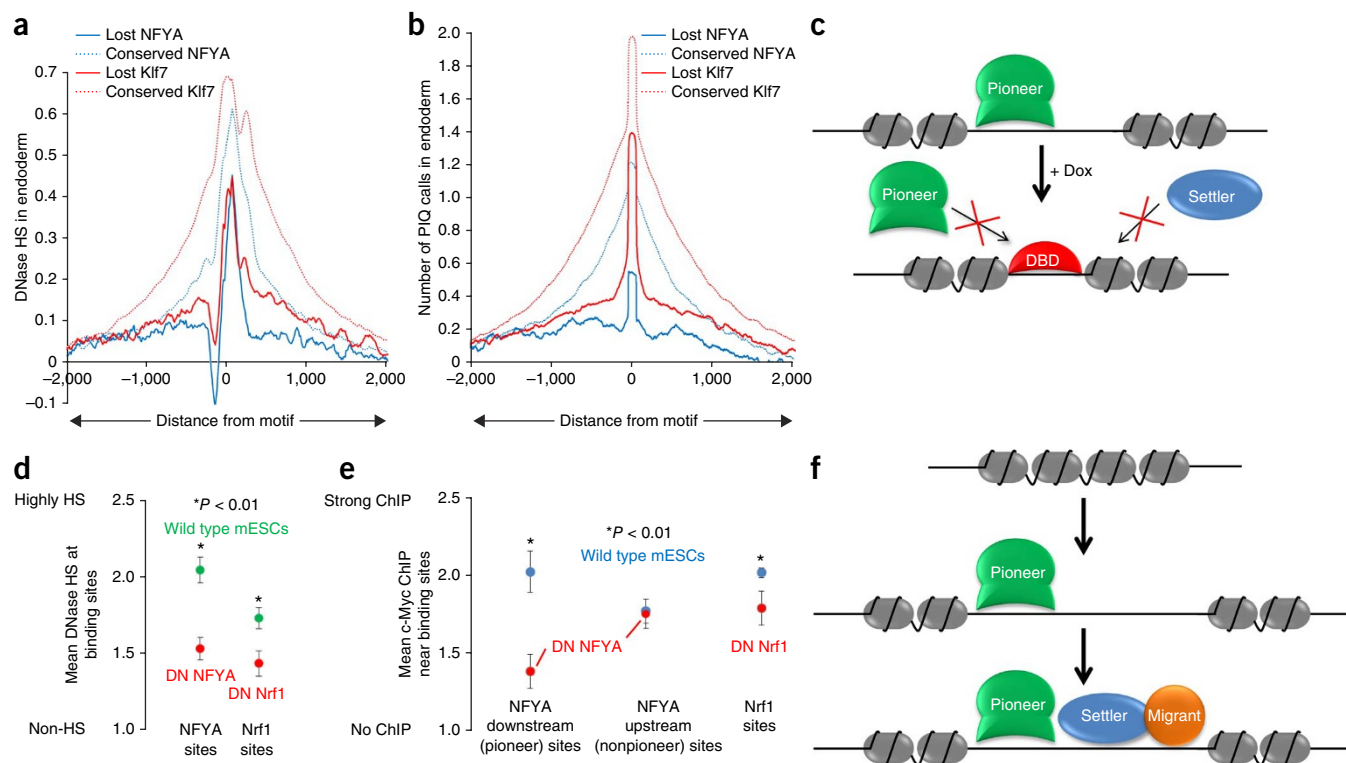 a
Lost NFYA
Conserved NFYA
Lost Klf7
Conserved Klf7
DNase HS in endoderm
0.7
0.6
0.5
0.4
0.3
0.2
0.1
0
–0.1
–2,000
–1,000
0
1,000
2,000
Distance from motif
b
Lost NFYA
Conserved NFYA
Lost Klf7
Conserved Klf7
Number of PIQ calls in endoderm
2.0
1.8
1.6
1.4
1.2
1.0
0.8
0.6
0.4
0.2
0
–2,000
–1,000
0
1,000
2,000
Distance from motif
c
Pioneer
+ Dox
Pioneer
Settler
DBD
d
Highly HS
Non-HS
Mean DNase HS at
binding sites
2.5
2.0
1.5
1.0
*P < 0.01
Wild type mESCs
*
*
DN NFYA
DN Nrf1
NFYA
sites
Nrf1
sites
e
Strong ChIP
No ChIP
Mean c-Myc ChIP
near binding sites
2.5
2.0
1.5
1.0
*P < 0.01
Wild type mESCs
*
*
DN NFYA
DN Nrf1
NFYA
downstream
(pioneer) sites
NFYA
upstream
(nonpioneer) sites
Nrf1
sites
f
Pioneer
Pioneer
Settler
Migrant